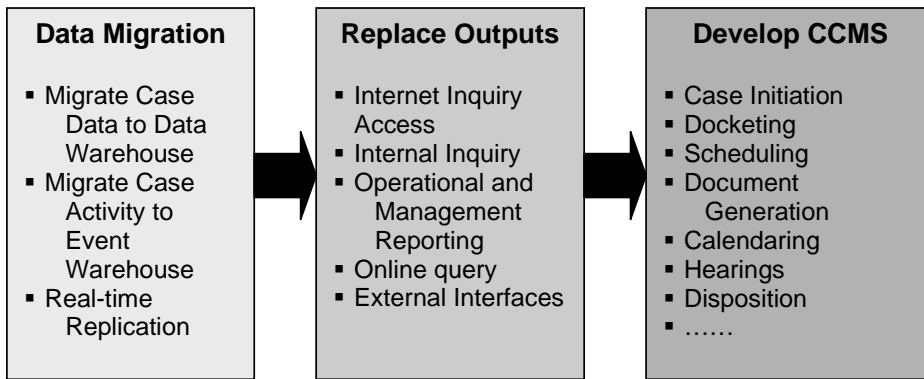 Data Migration
▪ Migrate Case
Data to Data
Warehouse
▪ Migrate Case
Activity to
Event
Warehouse
▪ Real-time
Replication
Replace Outputs
▪ Internet Inquiry
Access
▪ Internal Inquiry
▪ Operational and
Management
Reporting
▪ Online query
▪ External Interfaces
Develop CCMS
▪ Case Initiation
▪ Docketing
▪ Scheduling
▪ Document
Generation
▪ Calendaring
▪ Hearings
▪ Disposition
▪ ……